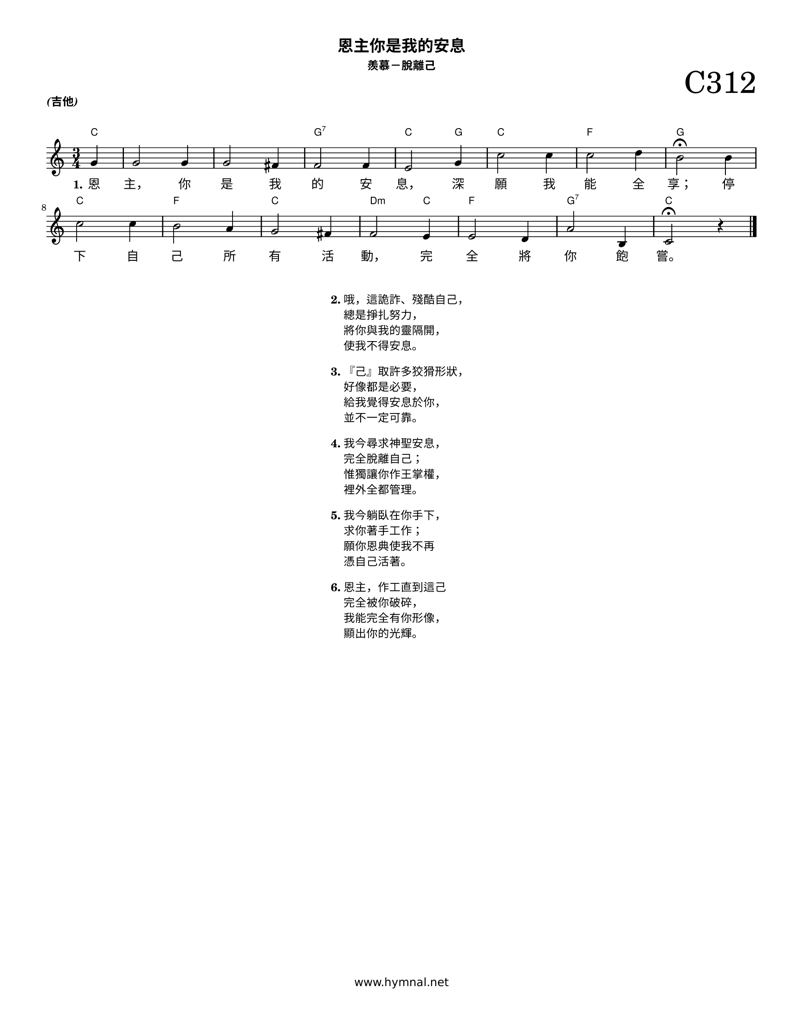 恩主你是我的安息
羨慕－脫離己
C312
(吉他)
C G7 C G C F G
3
4
1. 恩 主， 你 是 我 的 安 息， 深 願 我 能 全 享； 停
8
C F C Dm C F G7 C
下 自 己 所 有 活 動， 完 全 將 你 飽 嘗。
2. 哦，這詭詐、殘酷自己，
總是掙扎努力，
將你與我的靈隔開，
使我不得安息。
3. 『己』取許多狡猾形狀，
好像都是必要，
給我覺得安息於你，
並不一定可靠。
4. 我今尋求神聖安息，
完全脫離自己；
惟獨讓你作王掌權，
裡外全都管理。
5. 我今躺臥在你手下，
求你著手工作；
願你恩典使我不再
憑自己活著。
6. 恩主，作工直到這己
完全被你破碎，
我能完全有你形像，
顯出你的光輝。
www.hymnal.net